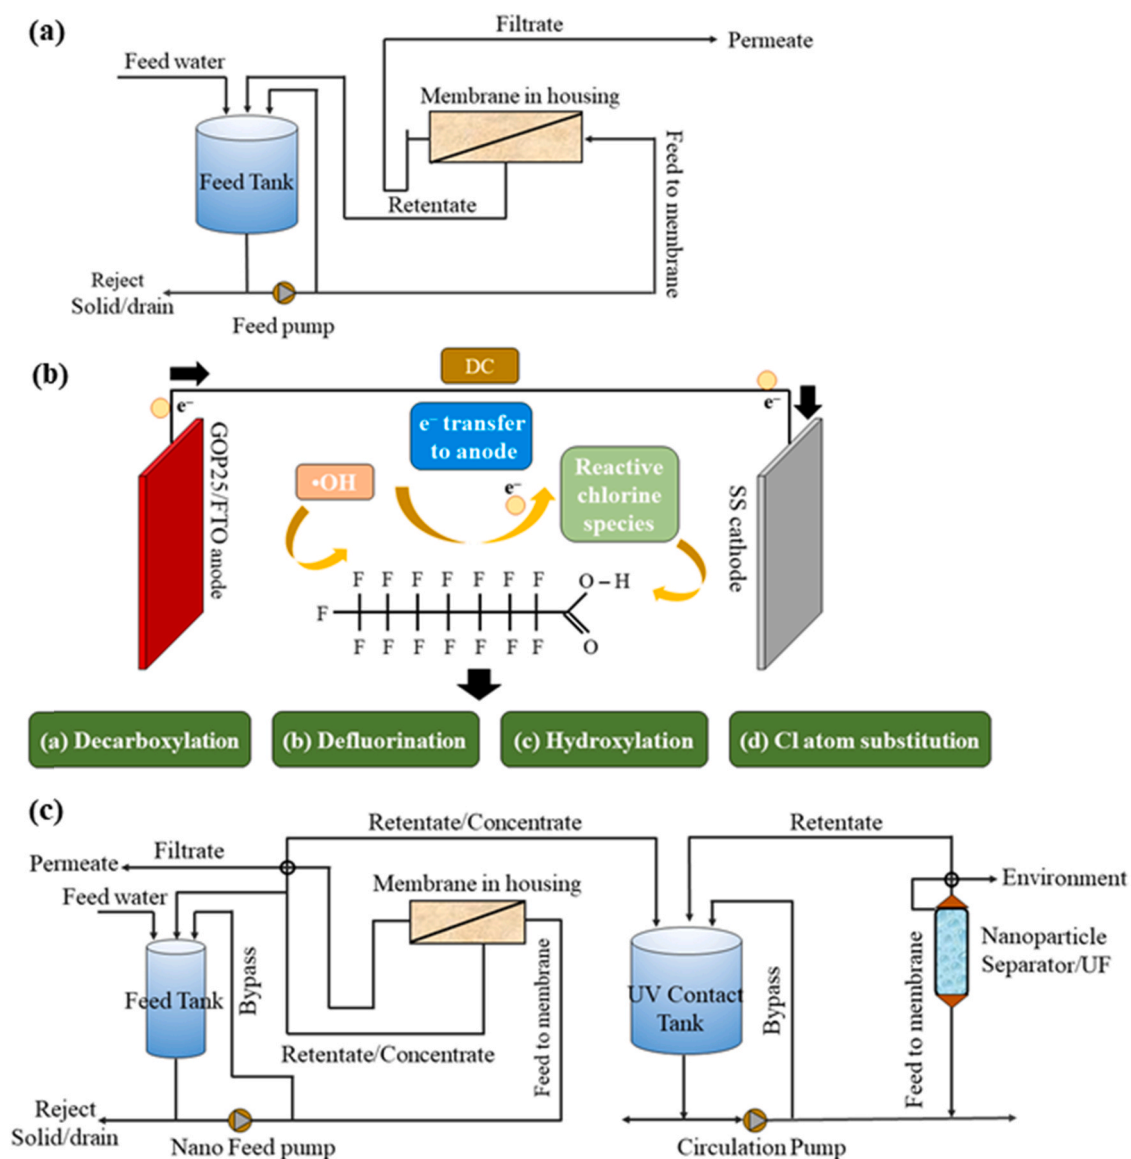 (a)
Filtrate
Permeate
Feed water
Membrane in housing
Feed Tank
Retentate
Feed to membrane
Reject
Solid/drain
Feed pump
(b)
DC
e⁻
e⁻
e⁻ transfer
to anode
GOP25/FTO anode
•OH
e⁻
Reactive
chlorine
species
SS cathode
F F F F F F F
O–H
F
F F F F F F F
O
(a) Decarboxylation
(b) Defluorination
(c) Hydroxylation
(d) Cl atom substitution
(c)
Retentate/Concentrate
Retentate
Filtrate
Permeate
Feed water
Membrane in housing
Environment
Feed Tank
Bypass
Feed to membrane
UV Contact
Tank
Bypass
Feed to membrane
Nanoparticle
Separator/UF
Retentate/Concentrate
Reject
Solid/drain
Nano Feed pump
Circulation Pump